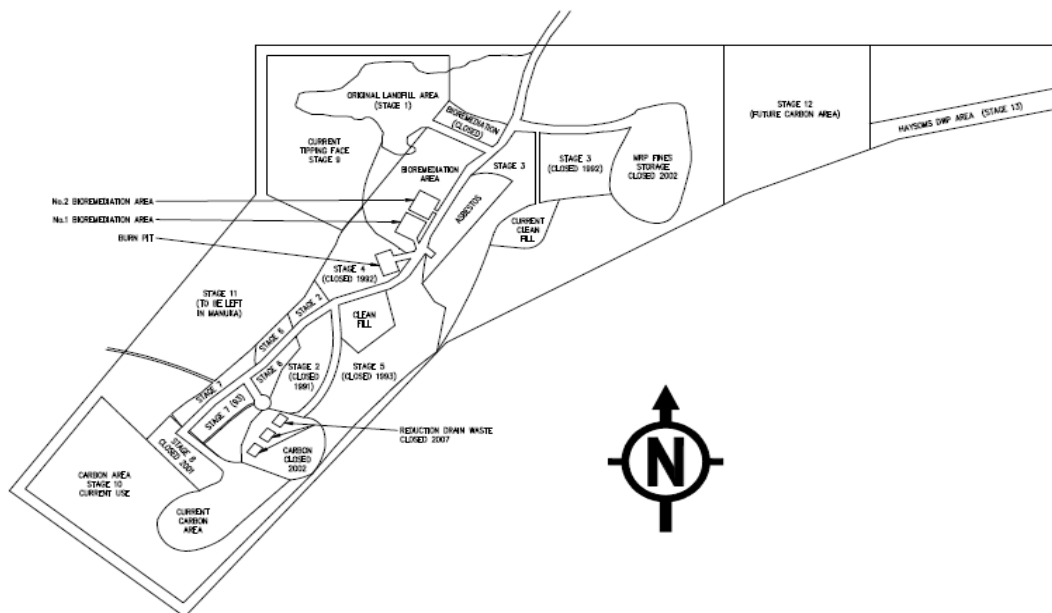 ORIGINAL LANDFILL AREA
(STAGE 1)
BIOREMEDIATION
(CLOSED)
CURRENT
TIPPING FACE
STAGE 9
BIOREMEDIATION
AREA
STAGE 3
STAGE 3
(CLOSED 1992)
MRP FINES
STORAGE
CLOSED 2002
STAGE 12
(FUTURE CARBON AREA)
HAYSOMS DWP AREA (STAGE 13)
No.2 BIOREMEDIATION AREA
No.1 BIOREMEDIATION AREA
BURN PIT
ASBESTOS
CURRENT
CLEAN
FILL
STAGE 4
(CLOSED 1992)
STAGE 11
(TO BE LEFT
IN MANUKA)
STAGE 2
CLEAN
FILL
STAGE 6
STAGE 2
(CLOSED
1991)
STAGE 5
(CLOSED 1993)
STAGE 7
STAGE 7 (93)
REDUCTION DRAIN WASTE
CLOSED 2007
CLOSED 2001
CARBON
CLOSED
2002
CARBON AREA
STAGE 10
CURRENT USE
CURRENT
CARBON
AREA
N